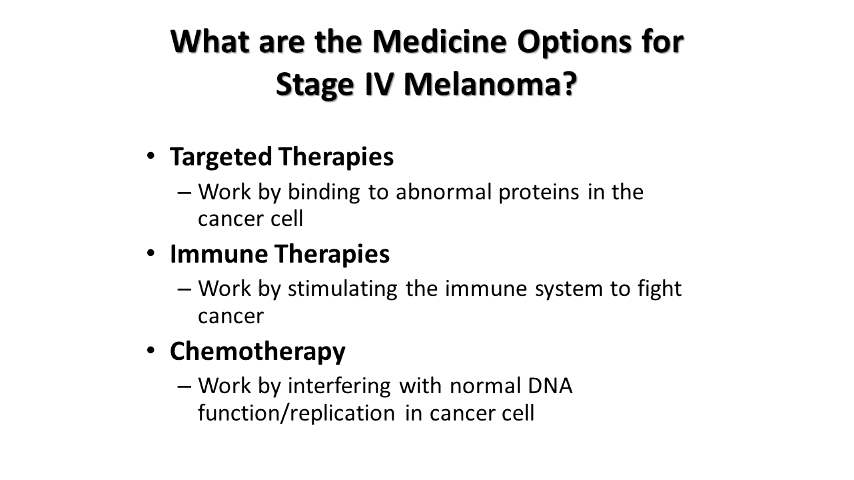 What are the Medicine Options for
Stage IV Melanoma?
• Targeted Therapies
– Work by binding to abnormal proteins in the
cancer cell
• Immune Therapies
– Work by stimulating the immune system to fight
cancer
• Chemotherapy
– Work by interfering with normal DNA
function/replication in cancer cell